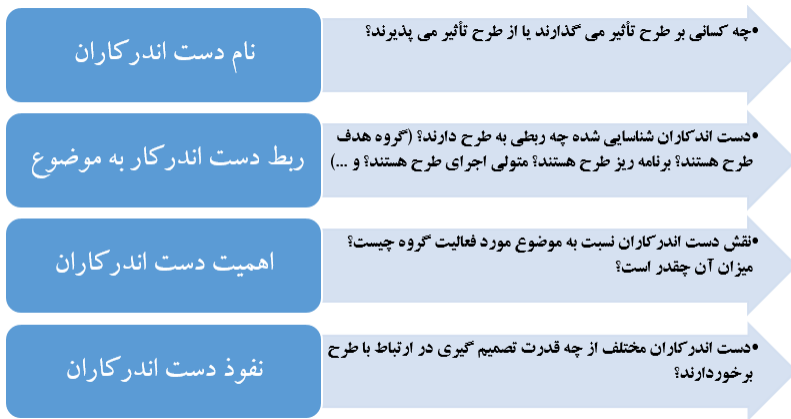 نام دست اندرکاران
•چه کسانی بر طرح تأثیر می گذارند یا از طرح تأثیر می پذیرند؟
ربط دست اندرکار به موضوع
•دست اندکاران شناسایی شده چه ربطی به طرح دارند؟ (گروه هدف
طرح هستند؟ برنامه ریز طرح هستند؟ متولی اجرای طرح هستند؟ و ...)
اهمیت دست اندرکاران
•نقش دست اندرکاران نسبت به موضوع مورد فعالیت گروه چیست؟
میزان آن چقدر است؟
نفوذ دست اندرکاران
•دست اندرکاران مختلف از چه قدرت تصمیم گیری در ارتباط با طرح
برخوردارند؟